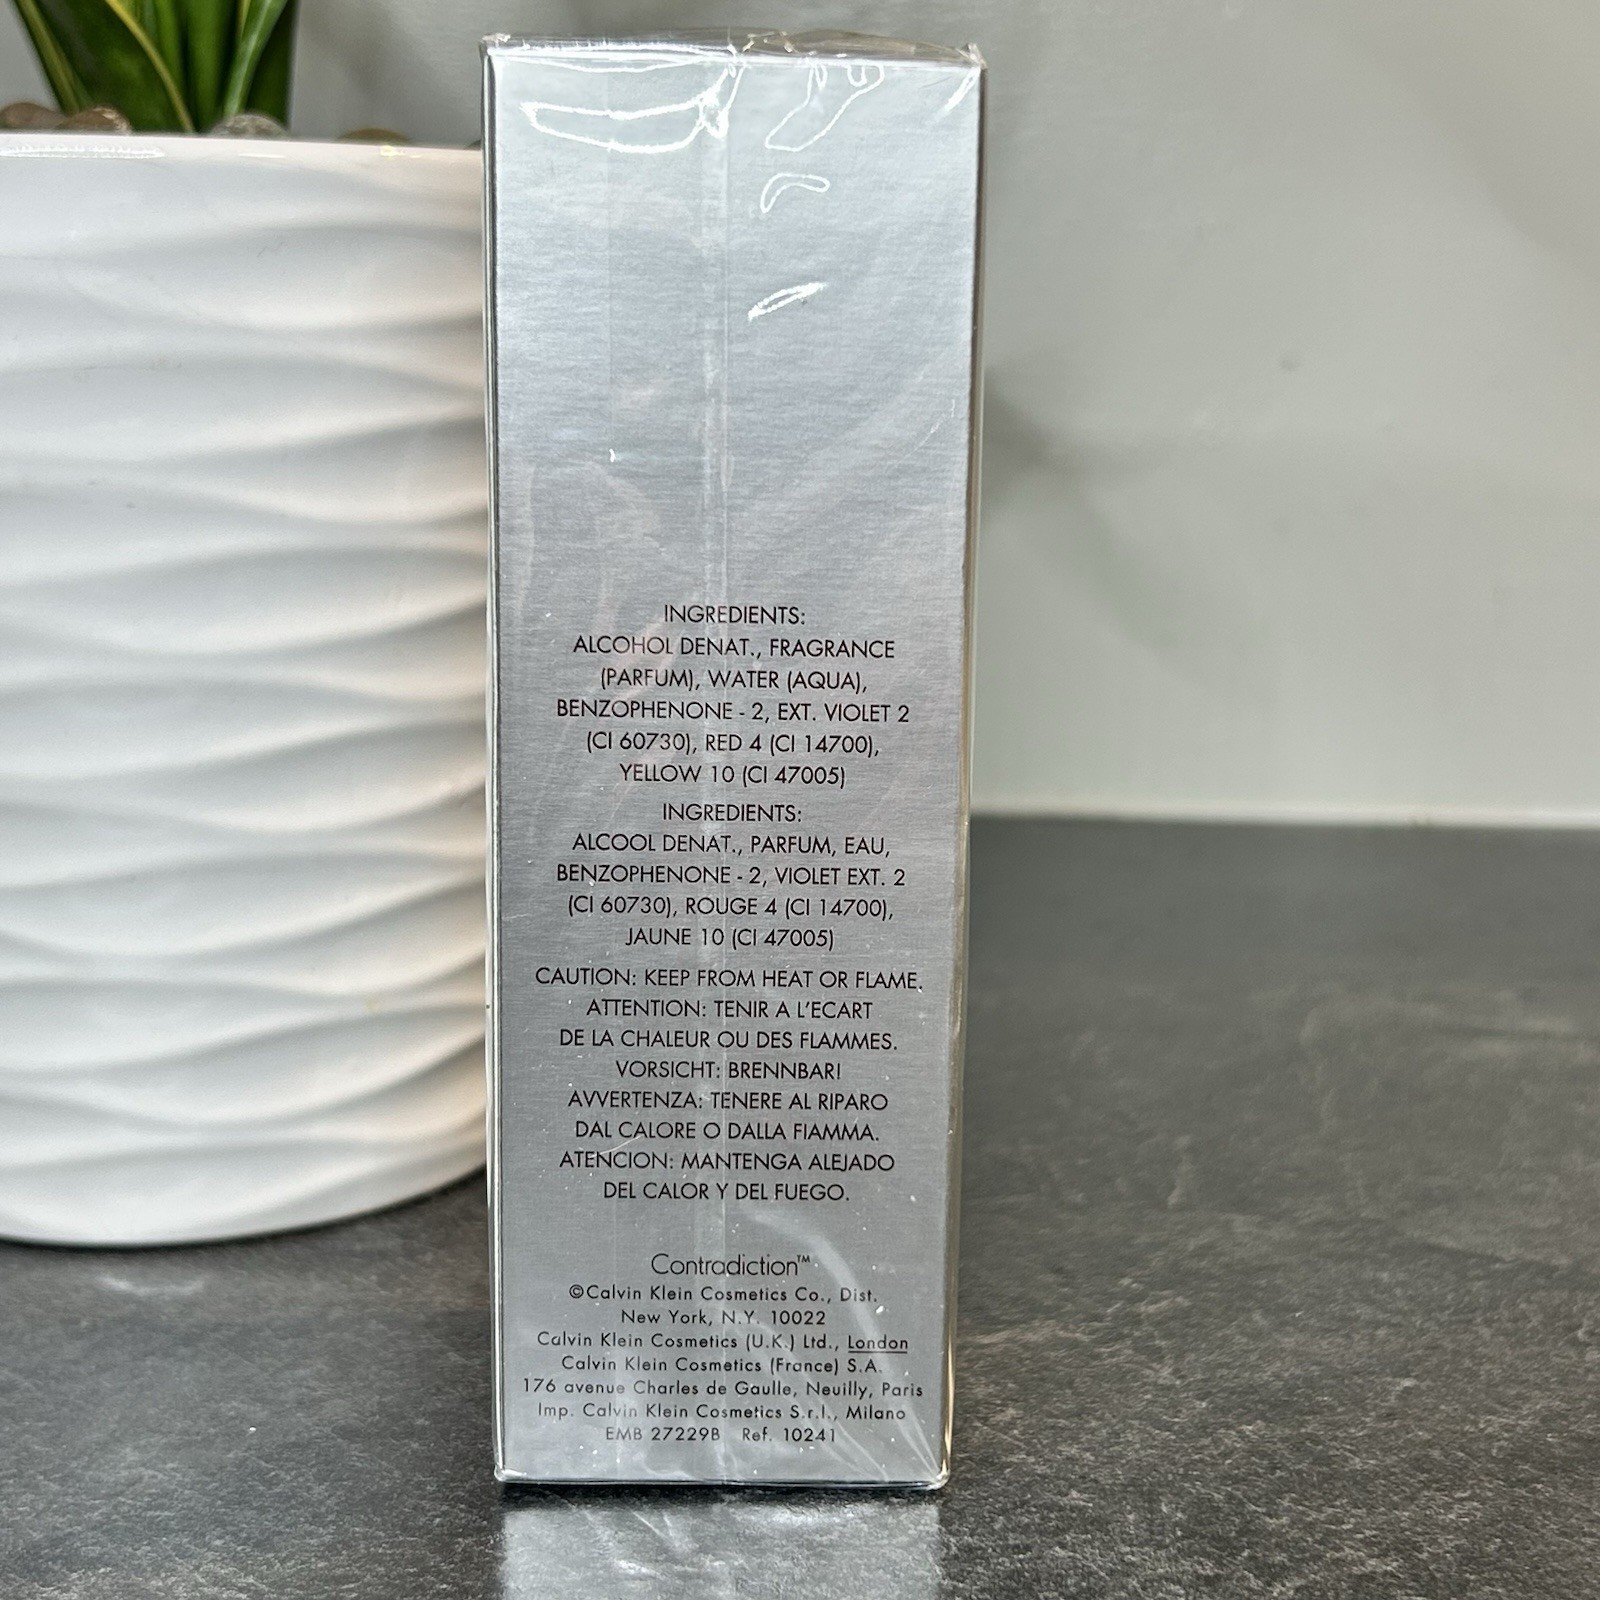 INGREDIENTS:
ALCOHOL DENAT., FRAGRANCE
(PARFUM), WATER (AQUA),
BENZOPHENONE - 2, EXT. VIOLET 2
(CI 60730), RED 4 (CI 14700),
YELLOW 10 (CI 47005)
INGREDIENTS:
ALCOOL DENAT., PARFUM, EAU,
BENZOPHENONE - 2, VIOLET EXT. 2
(CI 60730), ROUGE 4 (CI 14700),
JAUNE 10 (CI 47005)
CAUTION: KEEP FROM HEAT OR FLAME.
ATTENTION: TENIR A L'ECART
DE LA CHALEUR OU DES FLAMMES.
VORSICHT: BRENNBAR!
AVVERTENZA: TENERE AL RIPARO
DAL CALORE O DALLA FIAMMA.
ATENCION: MANTENGA ALEJADO
DEL CALOR Y DEL FUEGO.
Contradiction™
©Calvin Klein Cosmetics Co., Dist.
New York, N.Y. 10022
Calvin Klein Cosmetics (U.K.) Ltd., London
Calvin Klein Cosmetics (France) S.A.
176 avenue Charles de Gaulle, Neuilly, Paris
Imp. Calvin Klein Cosmetics S.r.l., Milano
EMB 27229B Ref. 10241